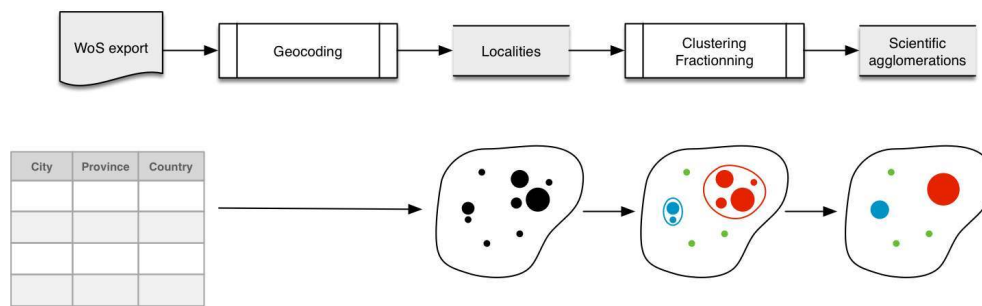 WoS export
Geocoding
Localities
Clustering
Fractionning
Scientific
agglomerations
City Province Country